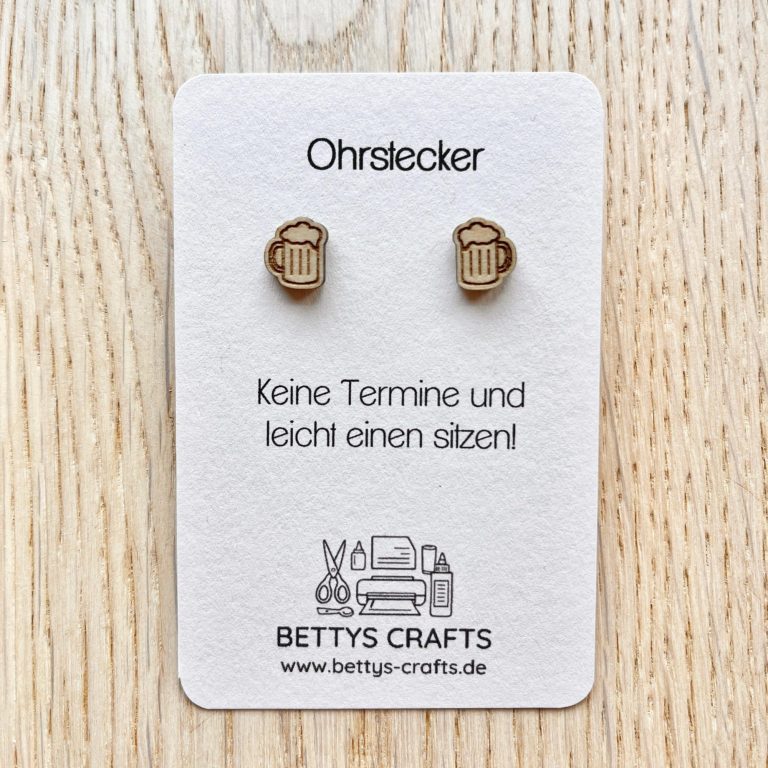 Ohrstecker
Keine Termine und
leicht einen sitzen!
BETTYS CRAFTS
www.bettys-crafts.de